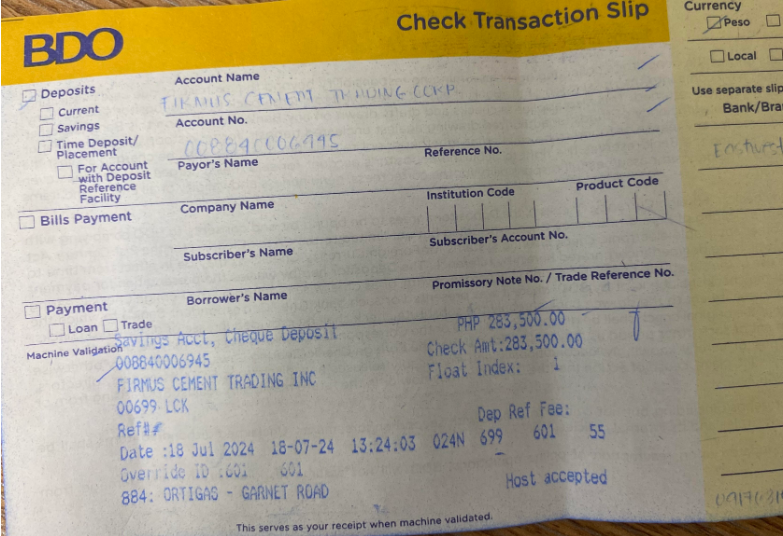 BDO
Check Transaction Slip
Currency
Peso
Local
Use separate slip
Bank/Bra
Eastwest
Deposits
Current
Savings
Time Deposit/
Placement
For Account
with Deposit
Reference
Facility
Account Name
FIRMUS CEMENT TRADING CORP.
Account No.
008840006945
Payor's Name
Reference No.
Bills Payment
Company Name
Institution Code
Product Code
Subscriber's Name
Subscriber's Account No.
Payment
Loan
Trade
Borrower's Name
Promissory Note No. / Trade Reference No.
Machine Validation
Savings Acct, Cheque Deposit
PHP 283,500.00
008840006945
Check Amt:283,500.00
FIRMUS CEMENT TRADING INC
Float Index: 1
00699 LCK
Ref##
Dep Ref Fee:
Date :18 Jul 2024 18-07-24 13:24:03 024N 699 601 55
Override ID :601 601
Host accepted
884: ORTIGAS - GARNET ROAD
This serves as your receipt when machine validated.